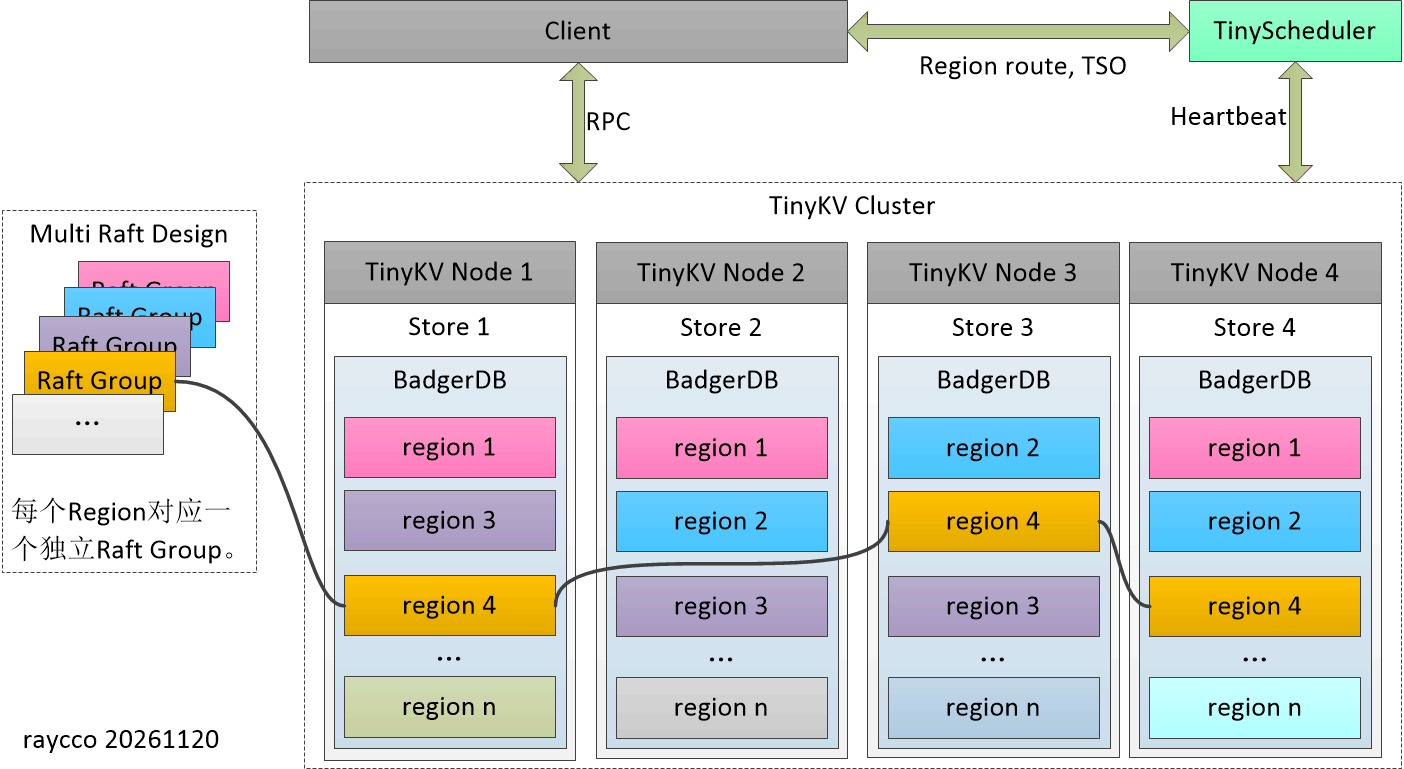 Client
TinyScheduler
Region route, TSO
RPC
Heartbeat
TinyKV Cluster
Multi Raft Design
Raft Group
Raft Group
Raft Group
Raft Group
...
每个Region对应一
个独立Raft Group。
TinyKV Node 1
Store 1
BadgerDB
region 1
region 3
region 4
...
region n
TinyKV Node 2
Store 2
BadgerDB
region 1
region 2
region 3
...
region n
TinyKV Node 3
Store 3
BadgerDB
region 2
region 4
region 3
...
region n
TinyKV Node 4
Store 4
BadgerDB
region 1
region 2
region 4
...
region n
raycco 20261120